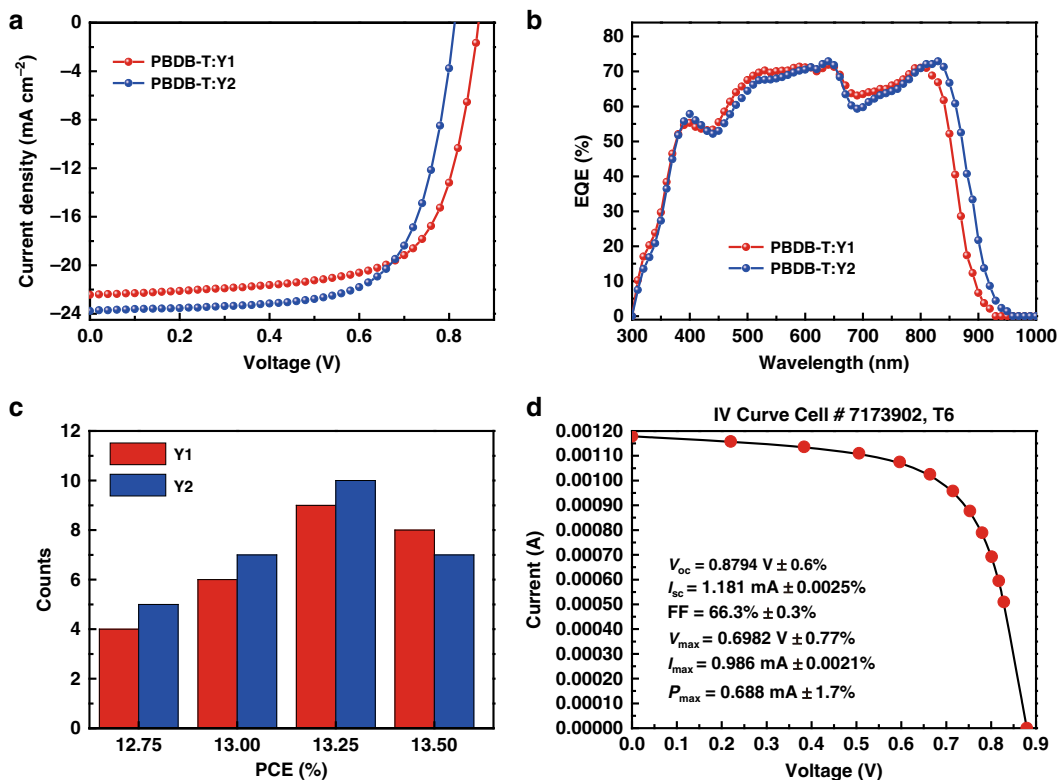 a
0
−4
−8
−12
−16
−20
−24
Current density (mA cm⁻²)
PBDB-T:Y1
PBDB-T:Y2
0.0 0.2 0.4 0.6 0.8
Voltage (V)
b
80
70
60
50
40
30
20
10
0
EQE (%)
PBDB-T:Y1
PBDB-T:Y2
300 400 500 600 700 800 900 1000
Wavelength (nm)
c
12
10
8
6
4
2
0
Counts
Y1
Y2
12.75 13.00 13.25 13.50
PCE (%)
d
IV Curve Cell # 7173902, T6
0.00120
0.00110
0.00100
0.00090
0.00080
0.00070
0.00060
0.00050
0.00040
0.00030
0.00020
0.00010
0.00000
Current (A)
Voc = 0.8794 V ± 0.6%
Isc = 1.181 mA ± 0.0025%
FF = 66.3% ± 0.3%
Vmax = 0.6982 V ± 0.77%
Imax = 0.986 mA ± 0.0021%
Pmax = 0.688 mA ± 1.7%
0.0 0.1 0.2 0.3 0.4 0.5 0.6 0.7 0.8 0.9
Voltage (V)